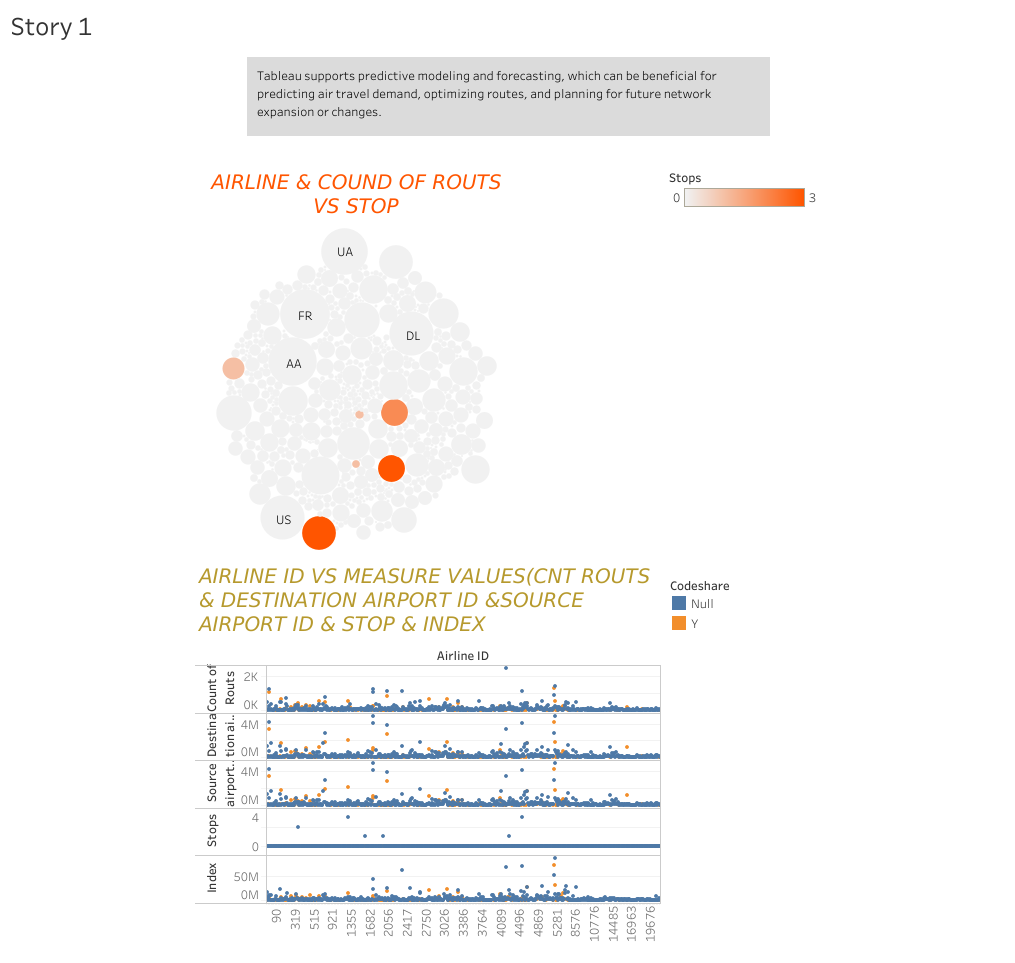 Story 1
Tableau supports predictive modeling and forecasting, which can be beneficial for
predicting air travel demand, optimizing routes, and planning for future network
expansion or changes.
AIRLINE & COUND OF ROUTS
VS STOP
Stops
0 3
UA
FR
DL
AA
US
AIRLINE ID VS MEASURE VALUES(CNT ROUTS
& DESTINATION AIRPORT ID &SOURCE
AIRPORT ID & STOP & INDEX
Codeshare
Null
Y
Airline ID
Count of
Routs
2K
0K
Destina
tion ai..
4M
0M
Source
airport..
4M
0M
Stops
4
0
Index
50M
0M
90 319 515 921 1355 1682 2056 2417 2750 3026 3386 3764 4089 4496 4869 5281 8576 10776 14485 16963 19676